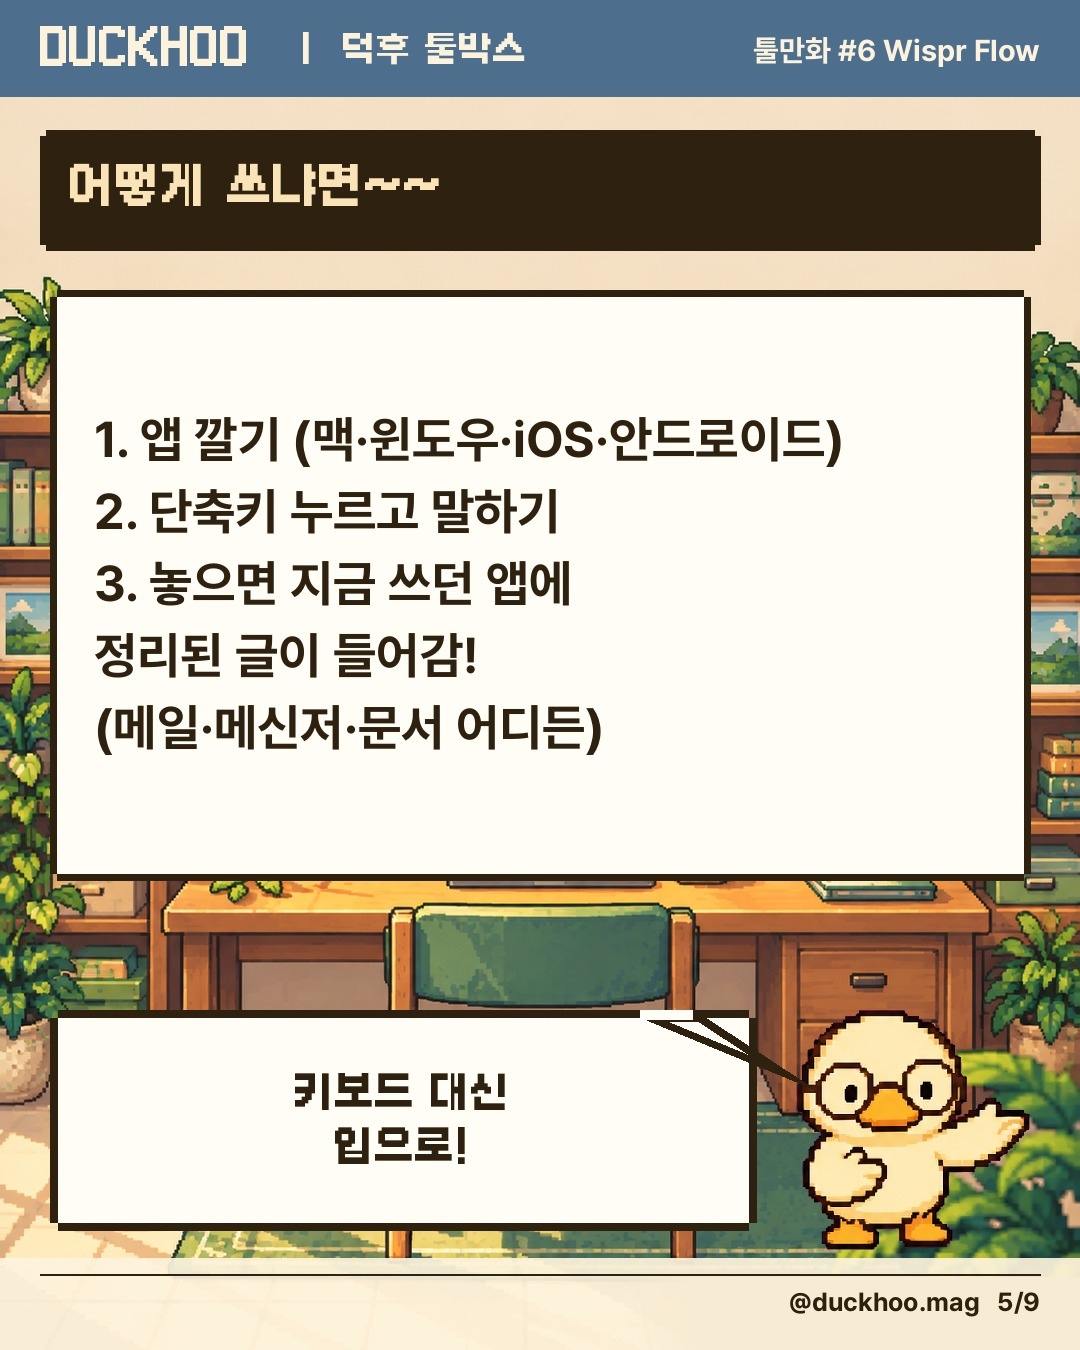 DUCKHOO | 덕후 툴박스
툴만화 #6 Wispr Flow
어떻게 쓰냐면~~
1. 앱 깔기 (맥·윈도우·iOS·안드로이드)
2. 단축키 누르고 말하기
3. 놓으면 지금 쓰던 앱에
정리된 글이 들어감!
(메일·메신저·문서 어디든)
키보드 대신
입으로!
@duckhoo.mag 5/9